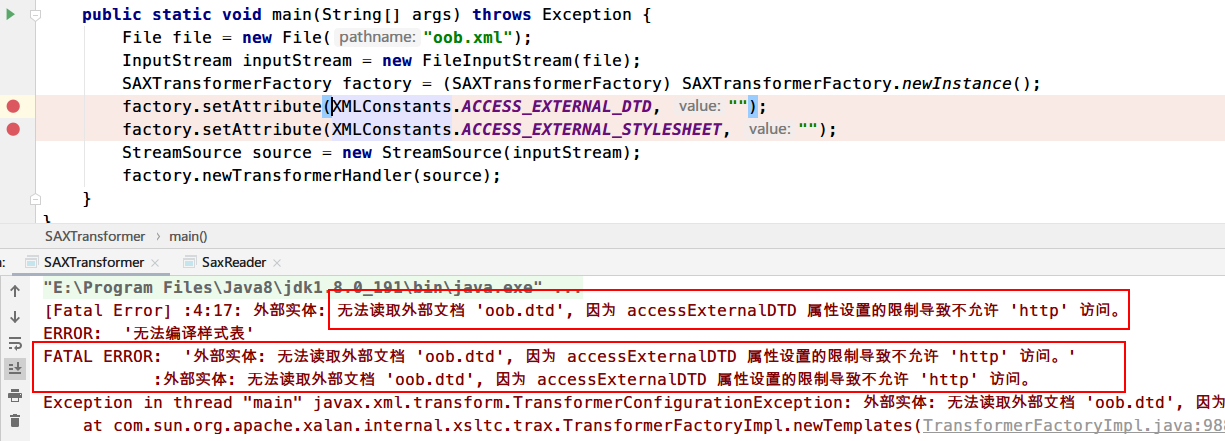 public static void main(String[] args) throws Exception {
File file = new File( pathname: "oob.xml");
InputStream inputStream = new FileInputStream(file);
SAXTransformerFactory factory = (SAXTransformerFactory) SAXTransformerFactory.newInstance();
factory.setAttribute(XMLConstants.ACCESS_EXTERNAL_DTD, value: "");
factory.setAttribute(XMLConstants.ACCESS_EXTERNAL_STYLESHEET, value: "");
StreamSource source = new StreamSource(inputStream);
factory.newTransformerHandler(source);
}
}
SAXTransformer › main()
: SAXTransformer × SaxReader ×
"E:\Program Files\Java8\jdk1.8.0_191\bin\java.exe" ...
[Fatal Error] :4:17: 外部实体: 无法读取外部文档 'oob.dtd', 因为 accessExternalDTD 属性设置的限制导致不允许 'http' 访问。
ERROR: '无法编译样式表'
FATAL ERROR: '外部实体: 无法读取外部文档 'oob.dtd', 因为 accessExternalDTD 属性设置的限制导致不允许 'http' 访问。'
:外部实体: 无法读取外部文档 'oob.dtd', 因为 accessExternalDTD 属性设置的限制导致不允许 'http' 访问。
Exception in thread "main" javax.xml.transform.TransformerConfigurationException: 外部实体: 无法读取外部文档 'oob.dtd', 因为
at com.sun.org.apache.xalan.internal.xsltc.trax.TransformerFactoryImpl.newTemplates(TransformerFactoryImpl.java:988